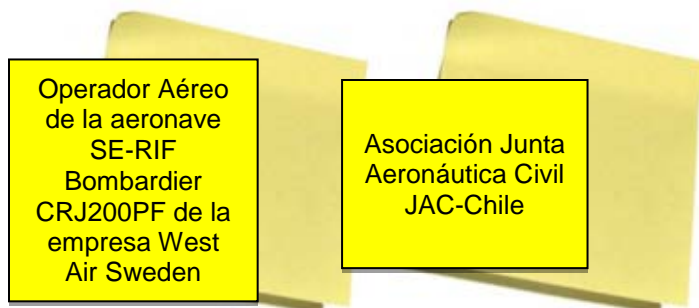 Operador Aéreo
de la aeronave
SE-RIF
Bombardier
CRJ200PF de la
empresa West
Air Sweden
Asociación Junta
Aeronáutica Civil
JAC-Chile